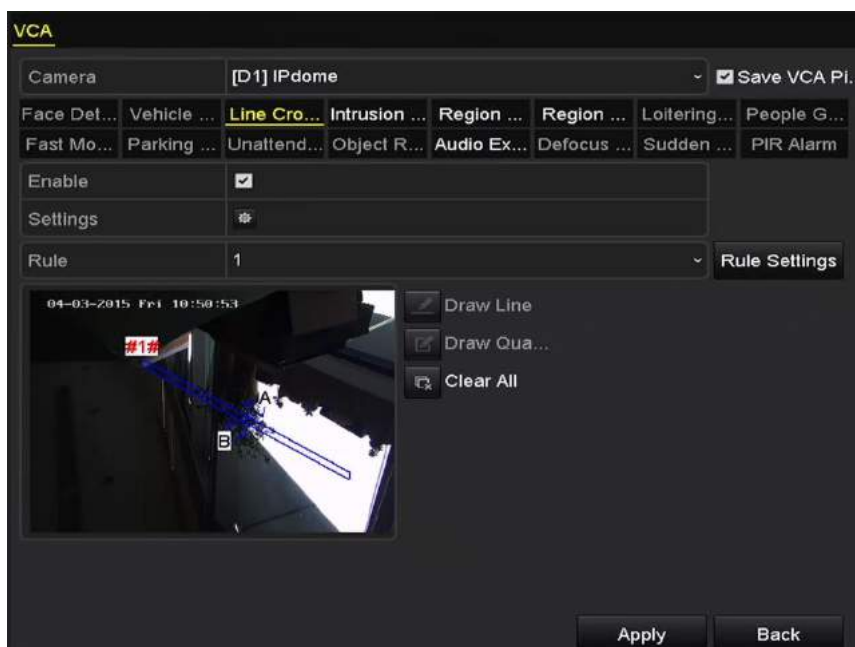 VCA
Camera [D1] IPdome Save VCA Pi.
Face Det... Vehicle ... Line Cro... Intrusion ... Region ... Region ... Loitering... People G...
Fast Mo... Parking ... Unattend... Object R... Audio Ex... Defocus ... Sudden ... PIR Alarm
Enable
Settings
Rule 1 Rule Settings
04-03-2015 Fri 10:50:53
#1#
A
B
Draw Line
Draw Qua...
Clear All
Apply Back